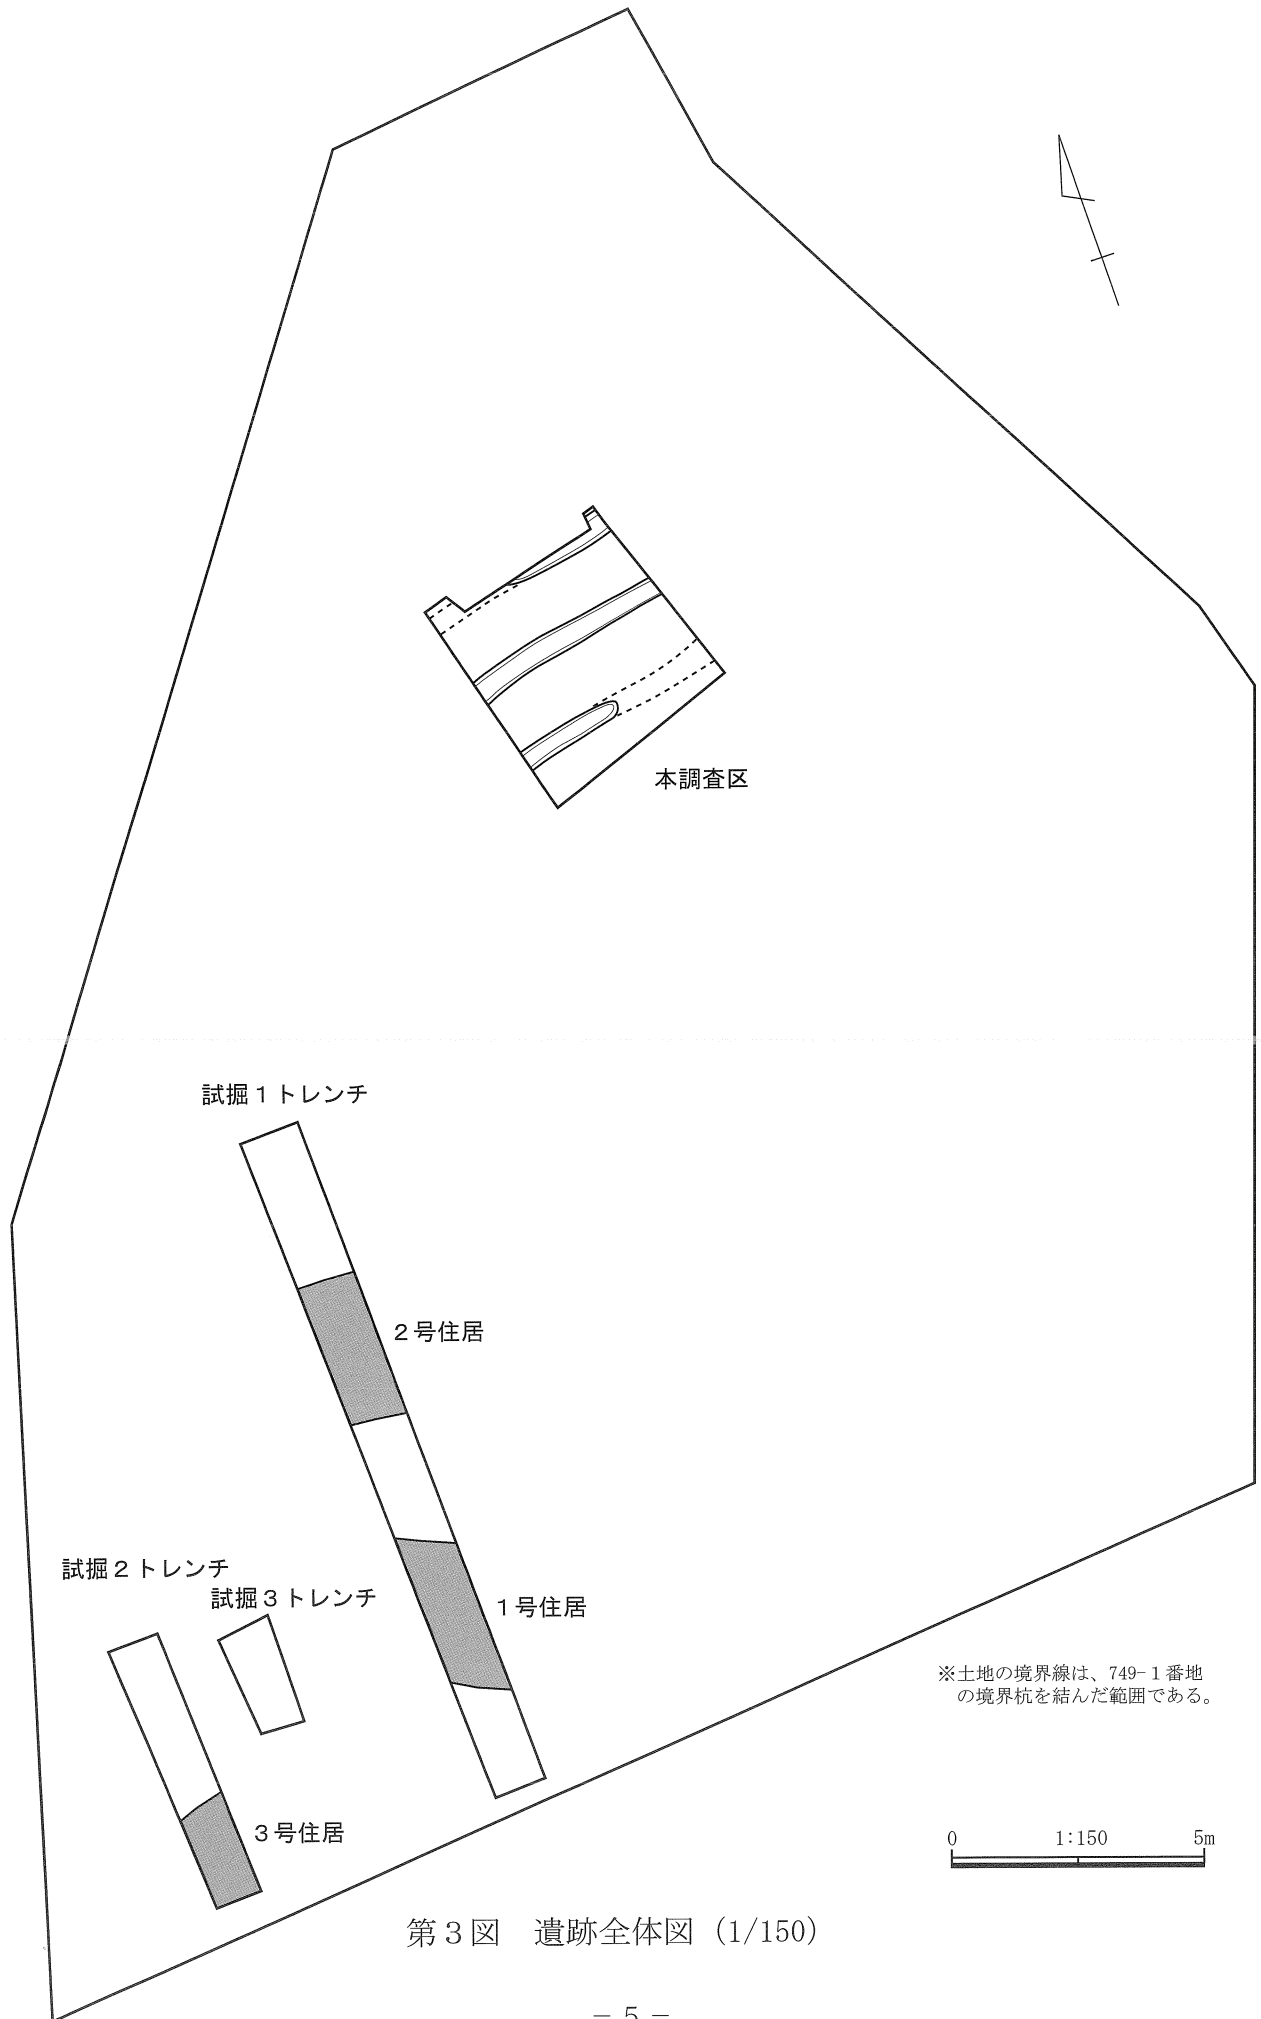 本調査区
試掘１トレンチ
２号住居
試掘２トレンチ
試掘３トレンチ
１号住居
※土地の境界線は、749-１番地
の境界杭を結んだ範囲である。
３号住居
0 1:150 5m
第３図　遺跡全体図（1/150）
－ 5 －